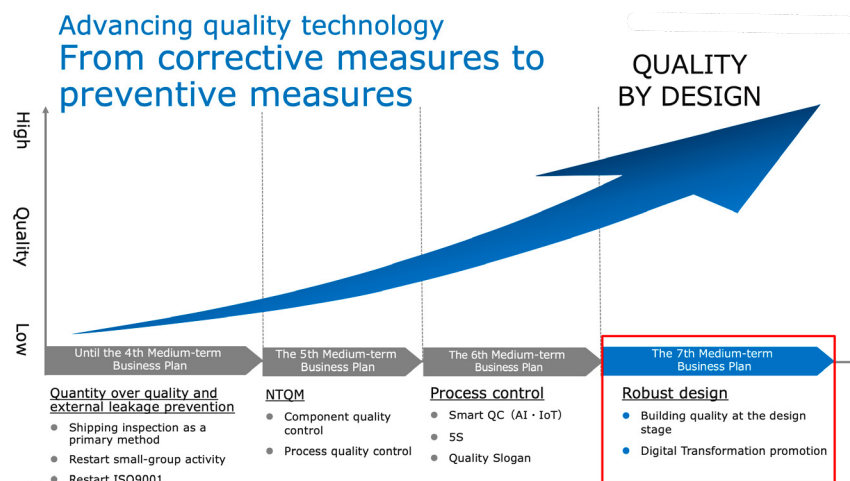 Advancing quality technology
From corrective measures to
preventive measures
QUALITY
BY DESIGN
High
Quality
Low
Until the 4th Medium-term
Business Plan
The 5th Medium-term
Business Plan
The 6th Medium-term
Business Plan
The 7th Medium-term
Business Plan
Quantity over quality and
external leakage prevention
● Shipping inspection as a
primary method
● Restart small-group activity
● Restart ISO9001
NTQM
● Component quality
control
● Process quality control
Process control
● Smart QC（AI・IoT）
● 5S
● Quality Slogan
Robust design
● Building quality at the design
stage
● Digital Transformation promotion